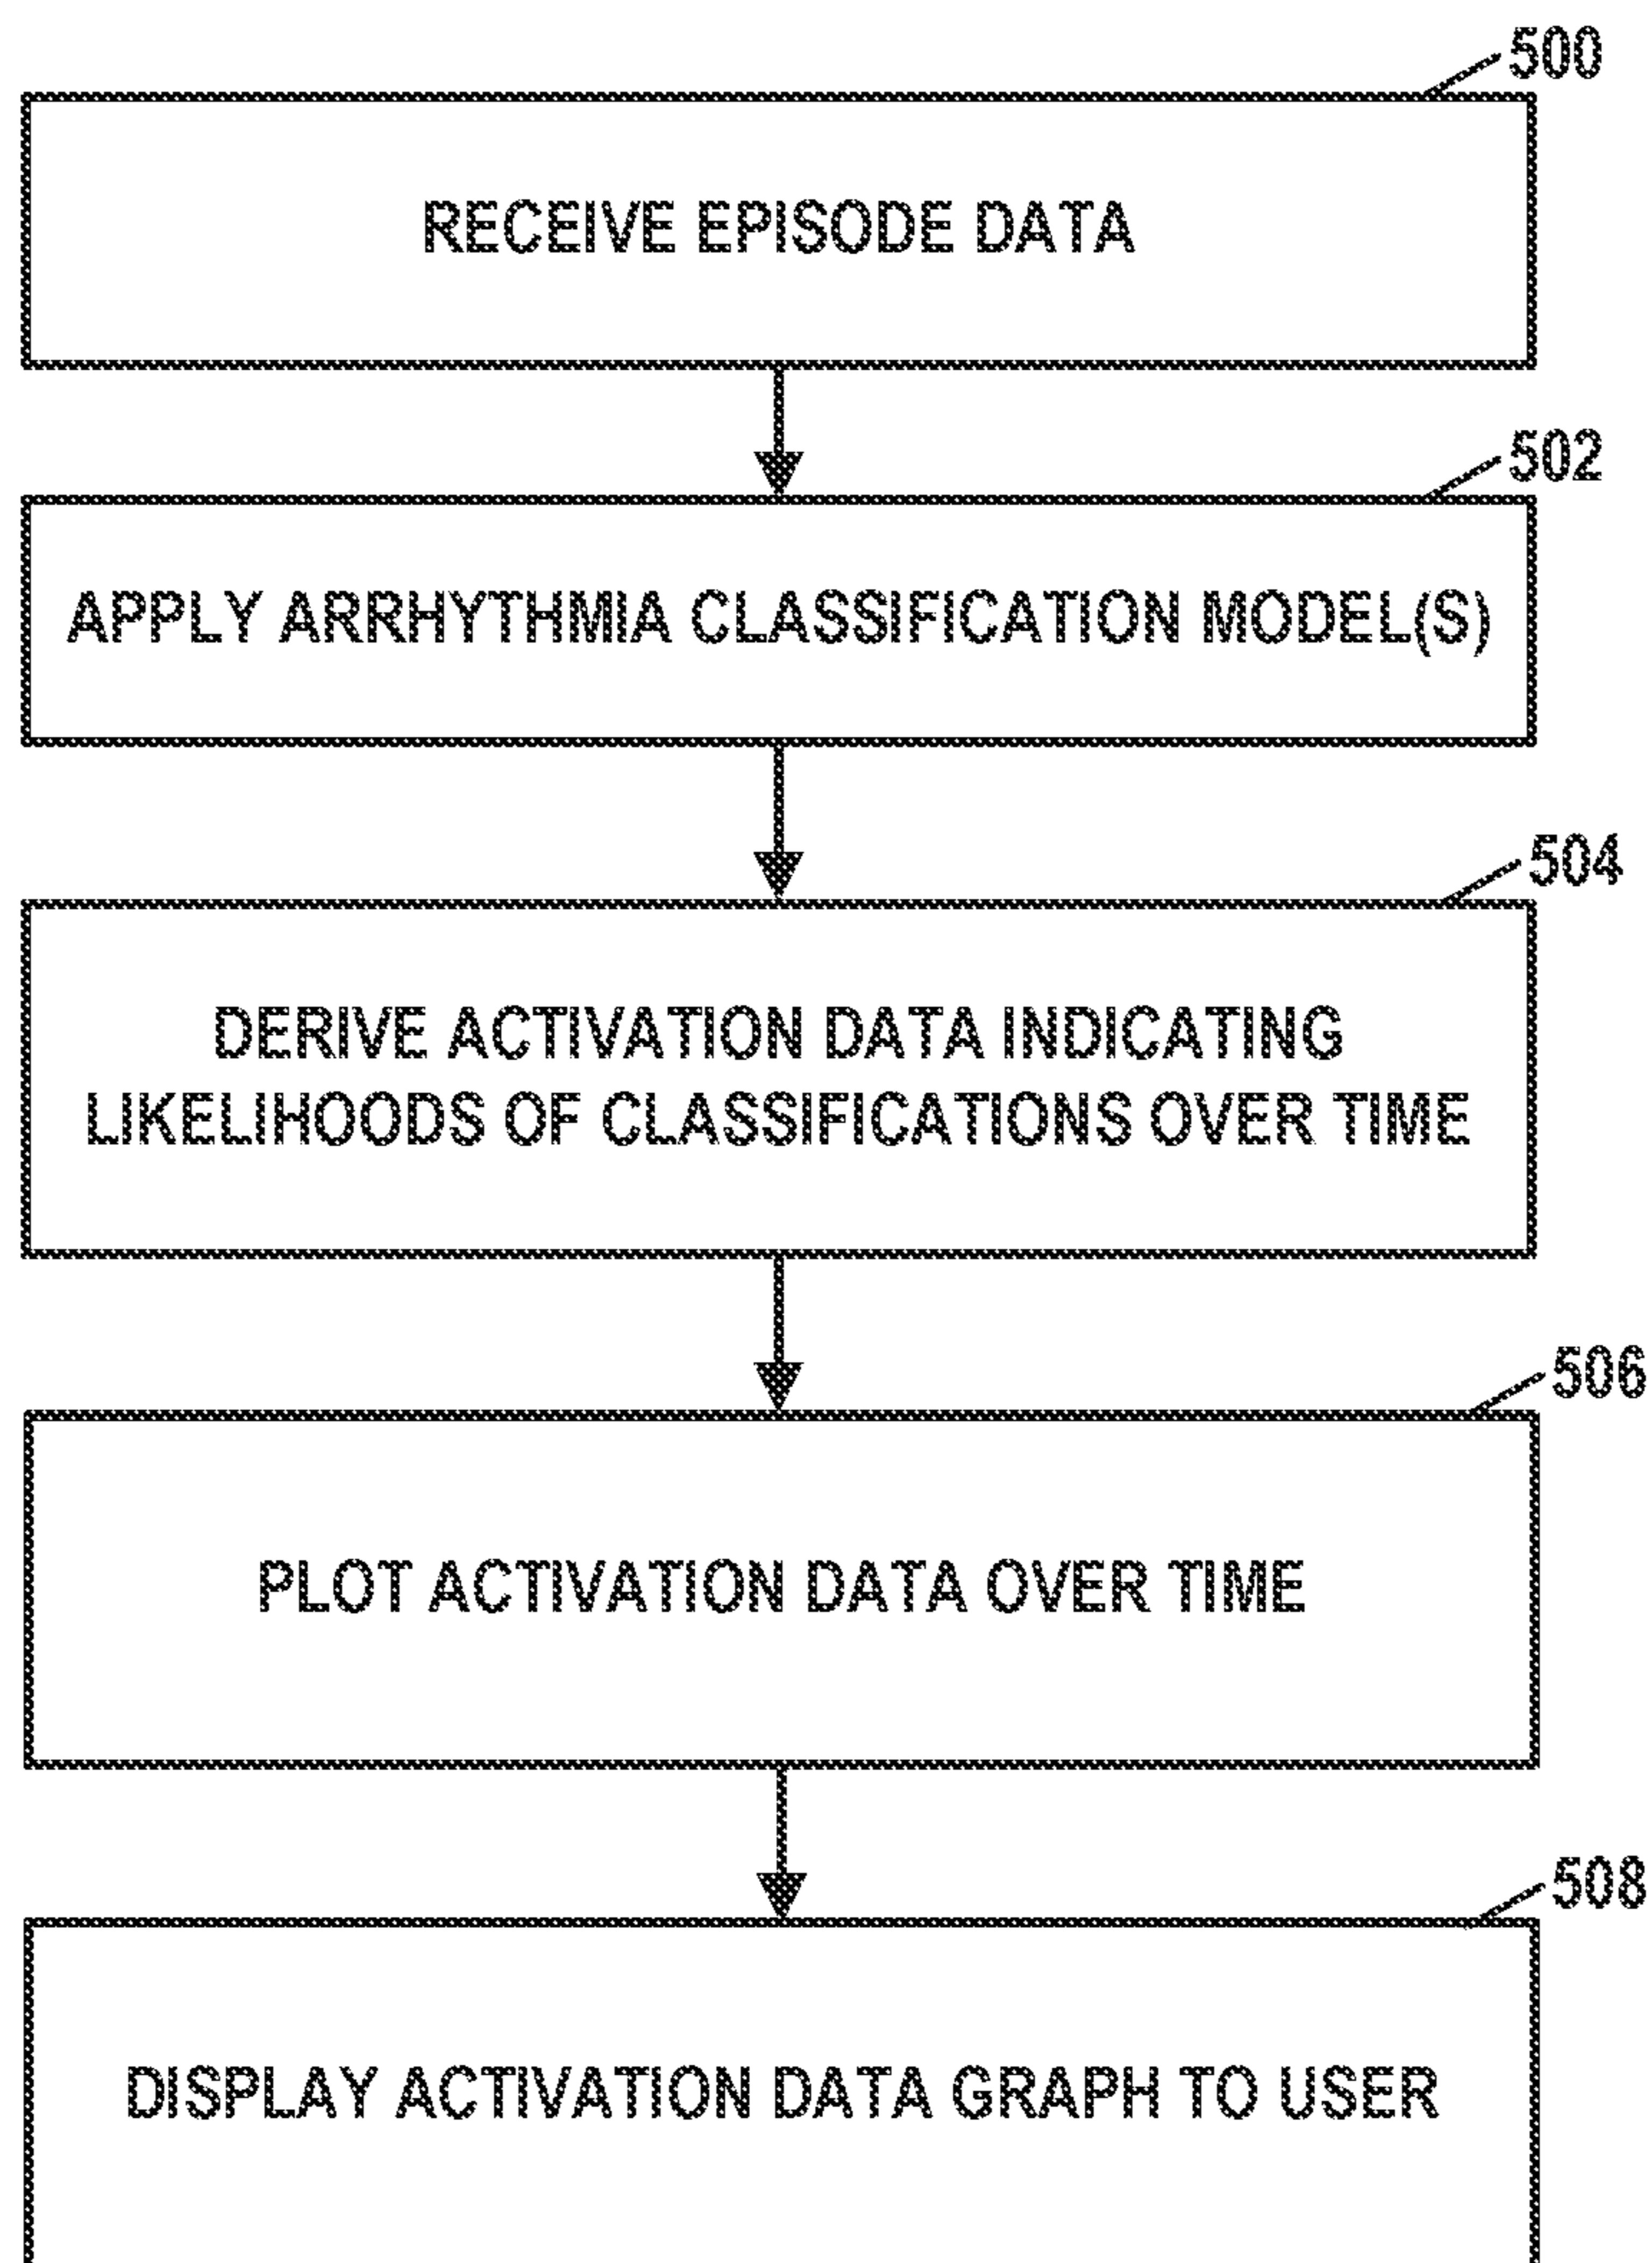 500
RECEIVE EPISODE DATA
502
APPLY ARRHYTHMIA CLASSIFICATION MODEL(S)
504
DERIVE ACTIVATION DATA INDICATING
LIKELIHOODS OF CLASSIFICATIONS OVER TIME
506
PLOT ACTIVATION DATA OVER TIME
508
DISPLAY ACTIVATION DATA GRAPH TO USER